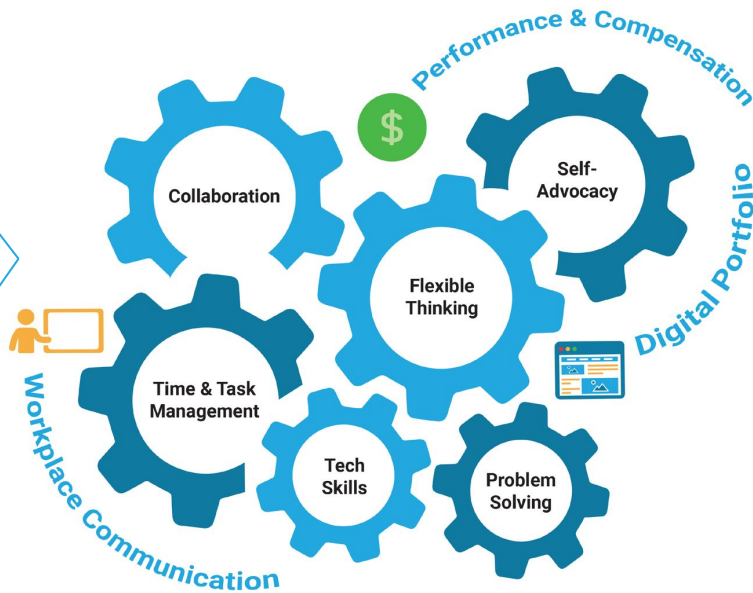 Performance & Compensation
$
Self-
Advocacy
Collaboration
Digital Portfolio
Flexible
Thinking
Time & Task
Management
Workplace Communication
Tech
Skills
Problem
Solving